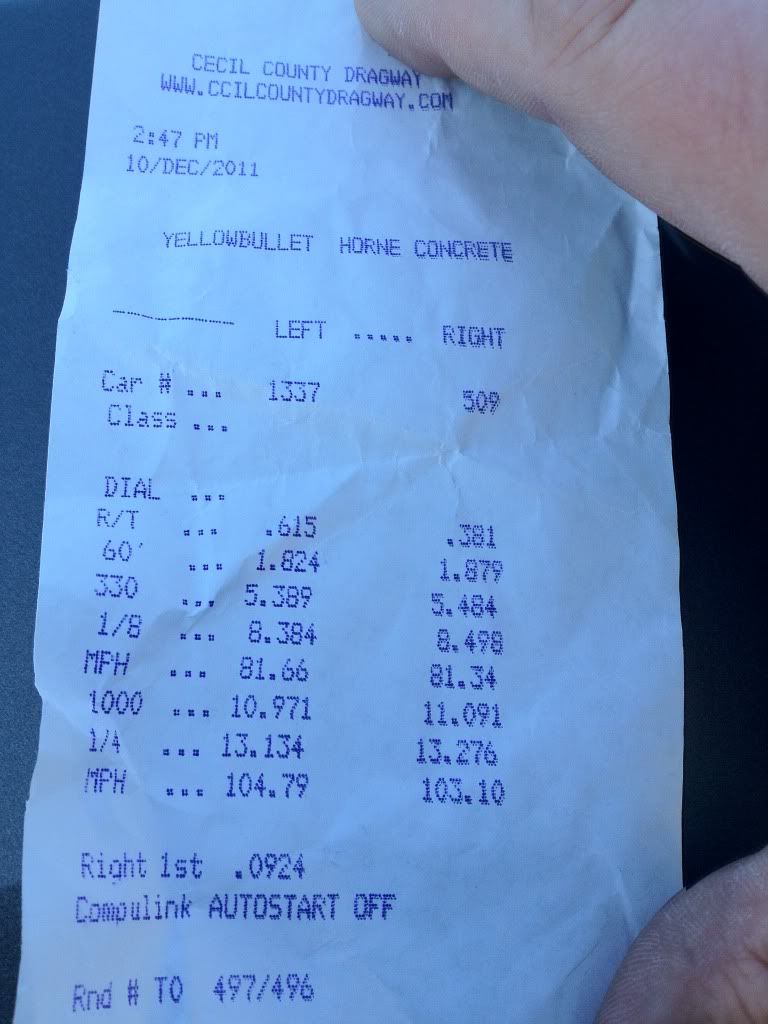 CECIL COUNTY DRAGWAY
WWW.CCILCOUNTYDRAGWAY.COM
2:47 PM
10/DEC/2011
YELLOWBULLET HORNE CONCRETE
LEFT ..... RIGHT
Car # ... 1337 509
Class ...
DIAL ...
R/T ... .615 .381
60' ... 1.824 1.879
330 ... 5.389 5.484
1/8 ... 8.384 8.498
MPH ... 81.66 81.34
1000 ... 10.971 11.091
1/4 ... 13.134 13.276
MPH ... 104.79 103.10
Right 1st .0924
Compulink AUTOSTART OFF
Rnd # TO 497/496